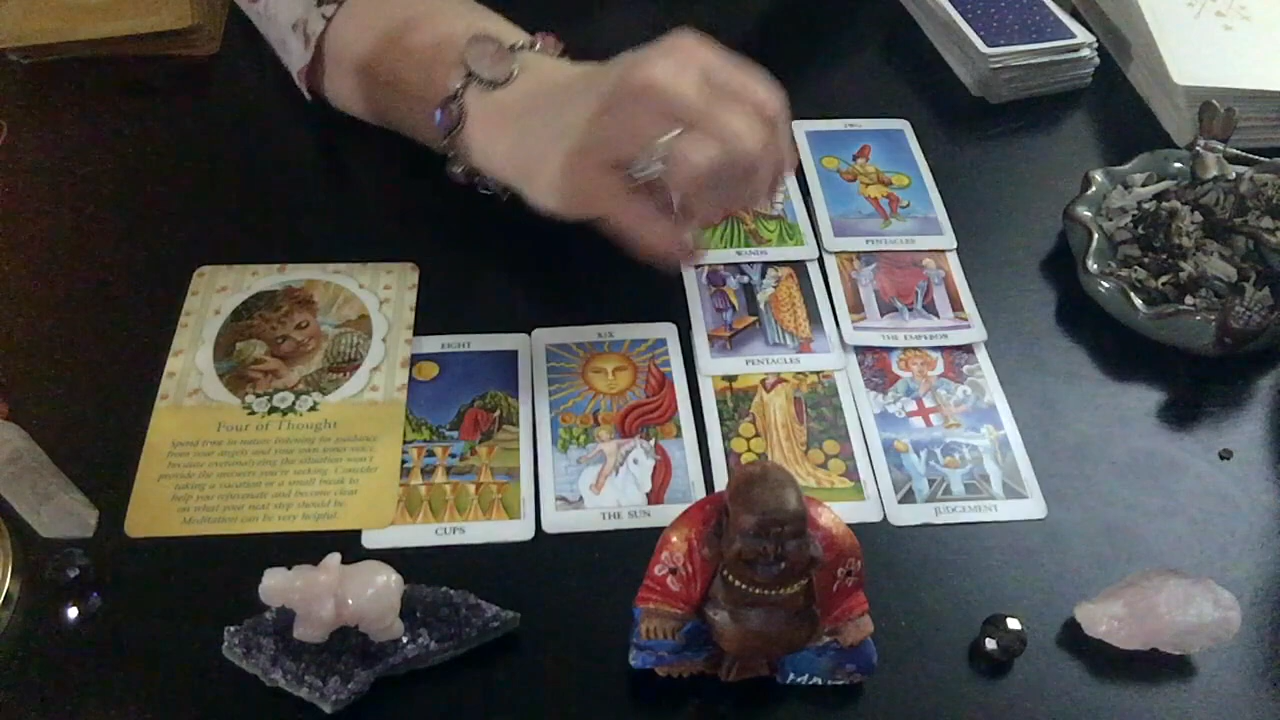 TWO
PENTACLES
WANDS
THE EMPEROR
PENTACLES
Four of Thought
Spend time in nature listening for guidance
from your angels and your own inner voice,
because overanalyzing the situation won't
provide the answers you're seeking. Consider
taking a vacation or a small break to
help you rejuvenate and become clear
on what your next step should be.
Meditation can be very helpful.
EIGHT
CUPS
XIX
THE SUN
JUDGEMENT